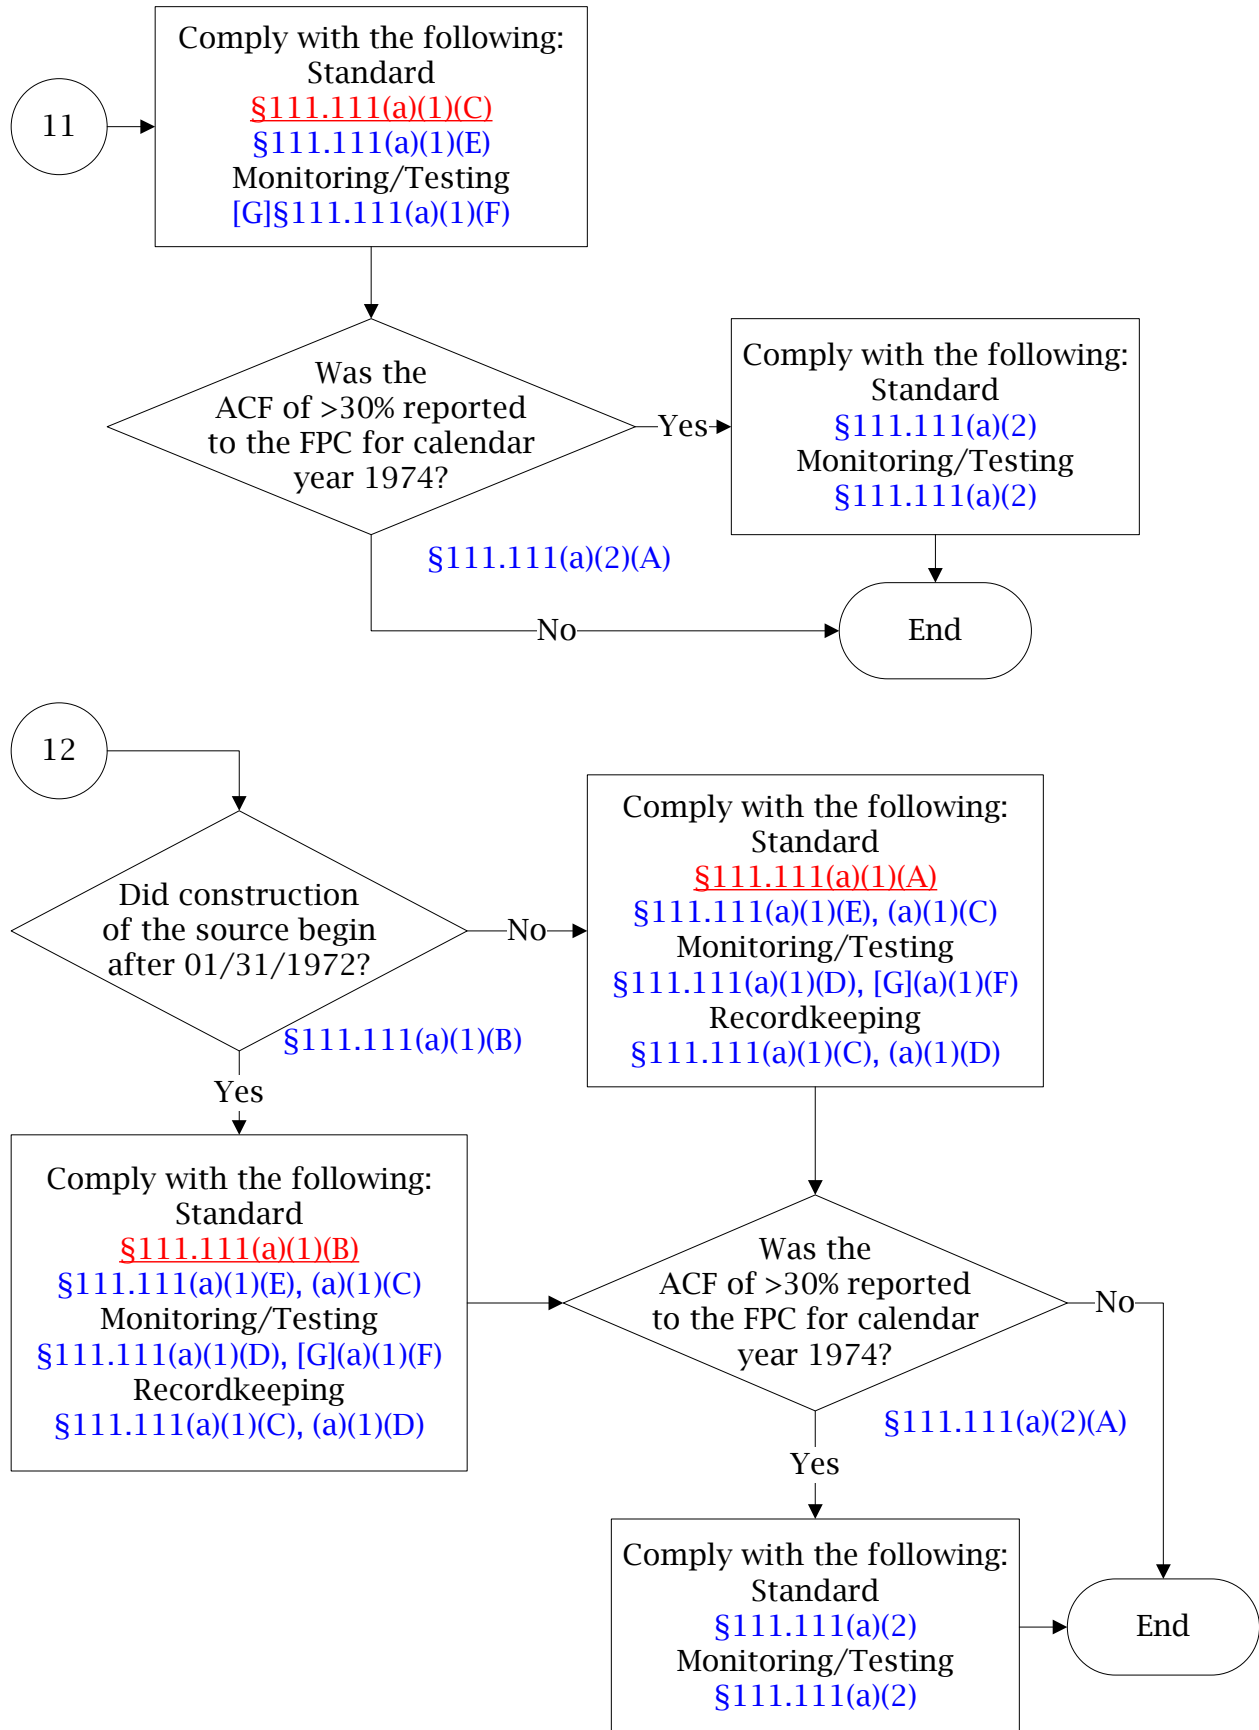 11
Comply with the following:
Standard
§111.111(a)(1)(C)
§111.111(a)(1)(E)
Monitoring/Testing
[G]§111.111(a)(1)(F)
Was the
ACF of >30% reported
to the FPC for calendar
year 1974?
Yes
§111.111(a)(2)(A)
No
Comply with the following:
Standard
§111.111(a)(2)
Monitoring/Testing
§111.111(a)(2)
End
12
Did construction
of the source begin
after 01/31/1972?
No
§111.111(a)(1)(B)
Yes
Comply with the following:
Standard
§111.111(a)(1)(A)
§111.111(a)(1)(E), (a)(1)(C)
Monitoring/Testing
§111.111(a)(1)(D), [G](a)(1)(F)
Recordkeeping
§111.111(a)(1)(C), (a)(1)(D)
Comply with the following:
Standard
§111.111(a)(1)(B)
§111.111(a)(1)(E), (a)(1)(C)
Monitoring/Testing
§111.111(a)(1)(D), [G](a)(1)(F)
Recordkeeping
§111.111(a)(1)(C), (a)(1)(D)
Was the
ACF of >30% reported
to the FPC for calendar
year 1974?
No
§111.111(a)(2)(A)
Yes
Comply with the following:
Standard
§111.111(a)(2)
Monitoring/Testing
§111.111(a)(2)
End